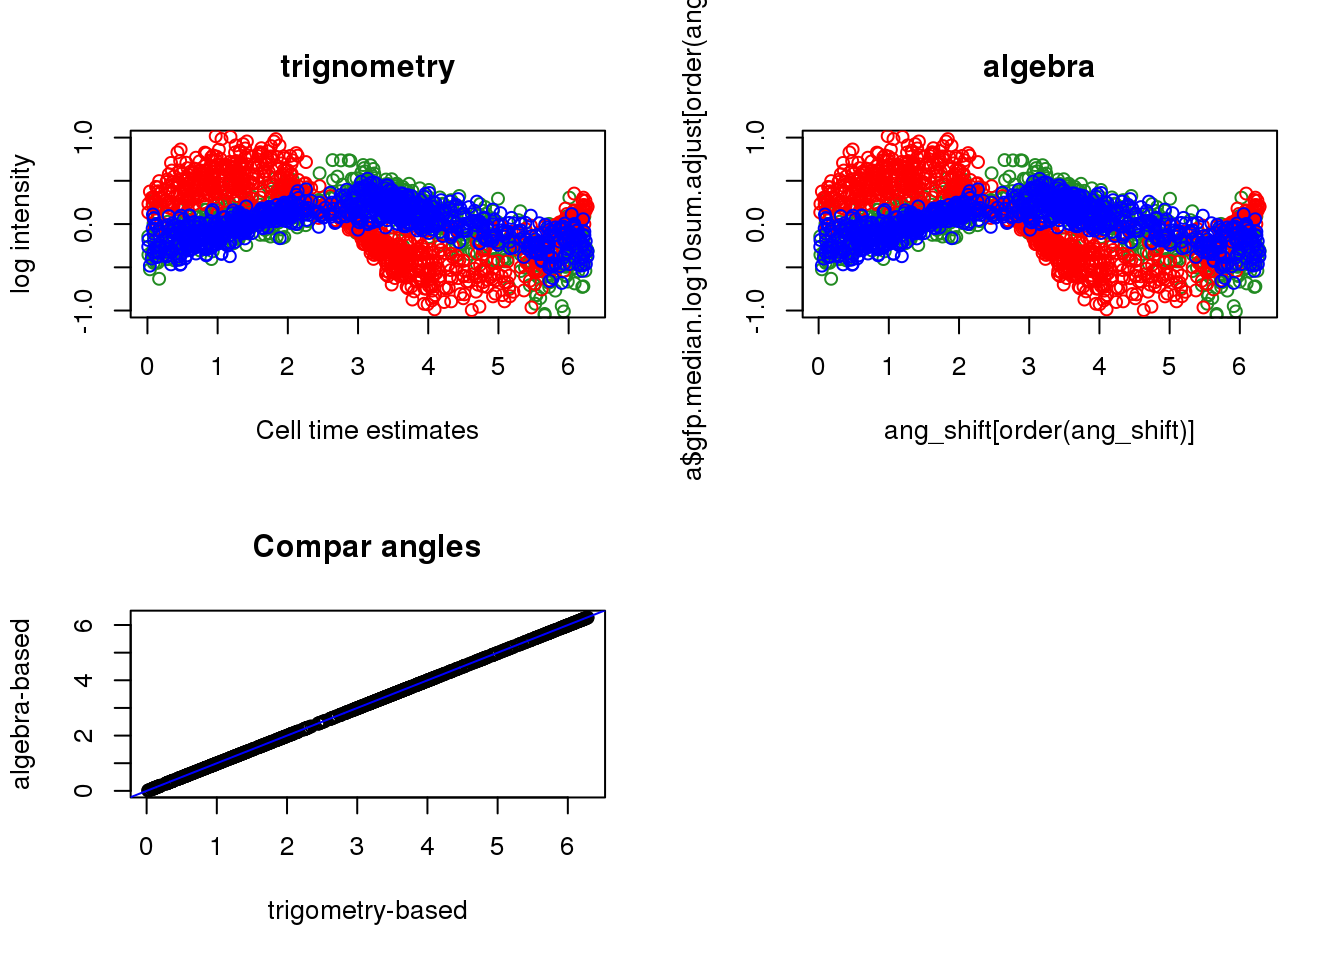 trignometry
log intensity
1.0
0.0
-1.0
0 1 2 3 4 5 6
Cell time estimates
algebra
a$gfp.median.log10sum.adjust[order(ang
1.0
0.0
-1.0
0 1 2 3 4 5 6
ang_shift[order(ang_shift)]
Compar angles
algebra-based
6
4
2
0
0 1 2 3 4 5 6
trigometry-based